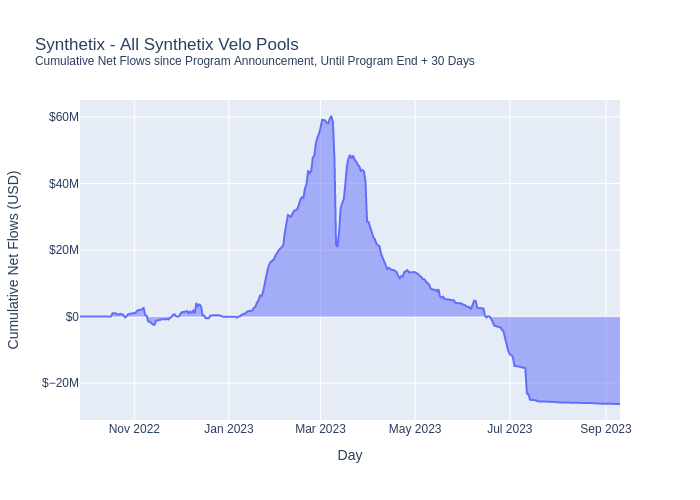 Synthetix - All Synthetix Velo Pools
Cumulative Net Flows since Program Announcement, Until Program End + 30 Days
Cumulative Net Flows (USD)
$60M
$40M
$20M
$0
$−20M
Nov 2022
Jan 2023
Mar 2023
May 2023
Jul 2023
Sep 2023
Day